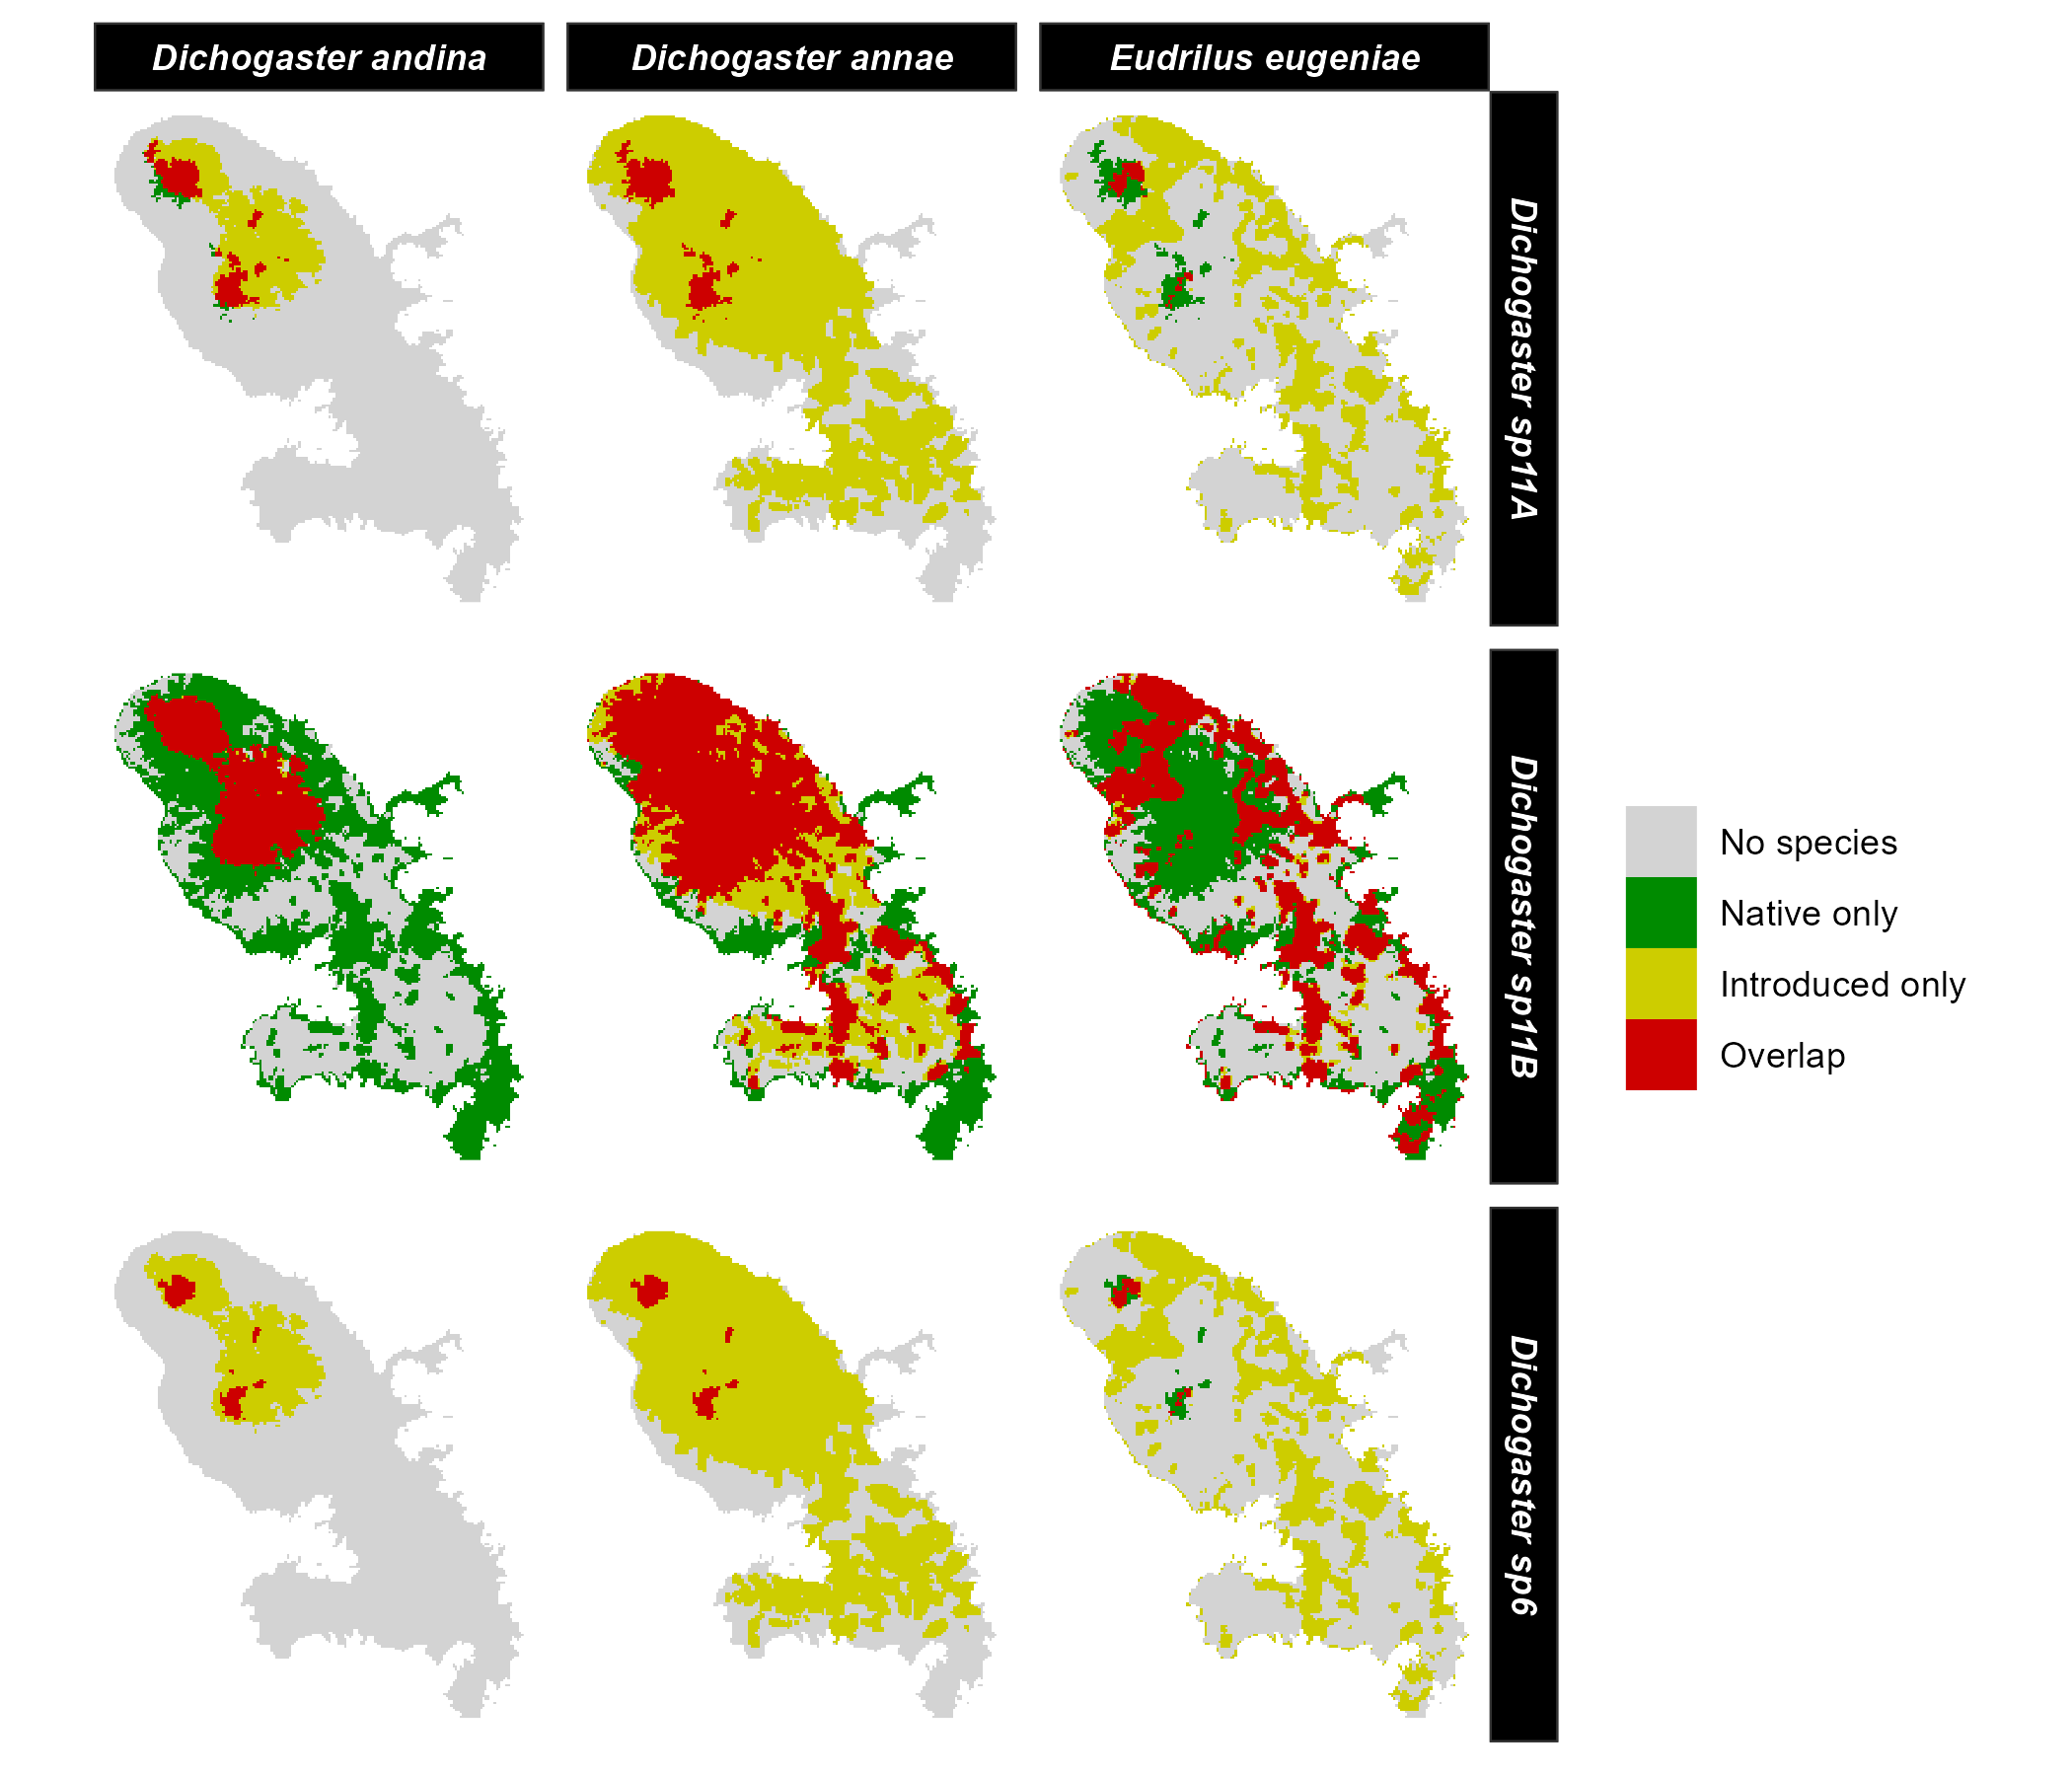 Dichogaster andina
Dichogaster annae
Eudrilus eugeniae
Dichogaster sp11A
Dichogaster sp11B
Dichogaster sp6
No species
Native only
Introduced only
Overlap